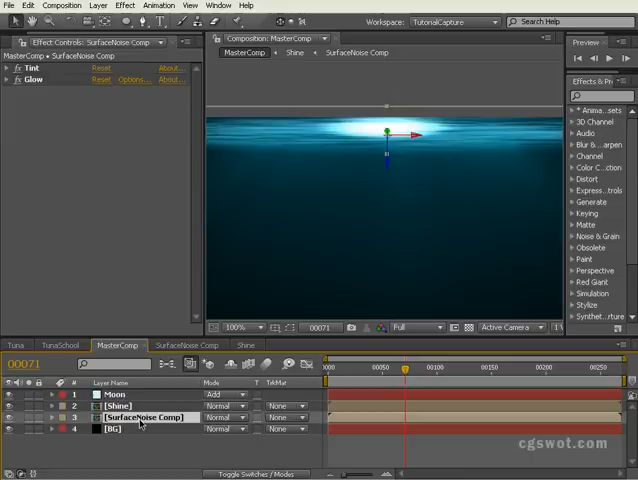 File Edit Composition Layer Effect Animation View Window Help
Workspace: TutorialCapture Search Help
Effect Controls: SurfaceNoise Comp
MasterComp • SurfaceNoise Comp
Tint Reset About...
Glow Reset Options... About...
Composition: MasterComp
MasterComp Shine SurfaceNoise Comp
Preview
Effects & Pr
* Anima...sets
3D Channel
Audio
Blur & ...arpen
Channel
Color C...ction
Distort
Express...trols
Generate
Keying
Matte
Noise & Grain
Obsolete
Paint
Perspective
Red Giant
Simulation
Stylize
Synthet...rture
100% 00071 Full Active Camera 1
Tuna TunaSchool MasterComp SurfaceNoise Comp Shine
00071
0000 00050 00100 00150 00200 00250
# Layer Name Mode T TrkMat
1 Moon Add
2 [Shine] Normal None
3 [SurfaceNoise Comp] Normal None
4 [BG] Normal None
cgswot.com
Toggle Switches / Modes